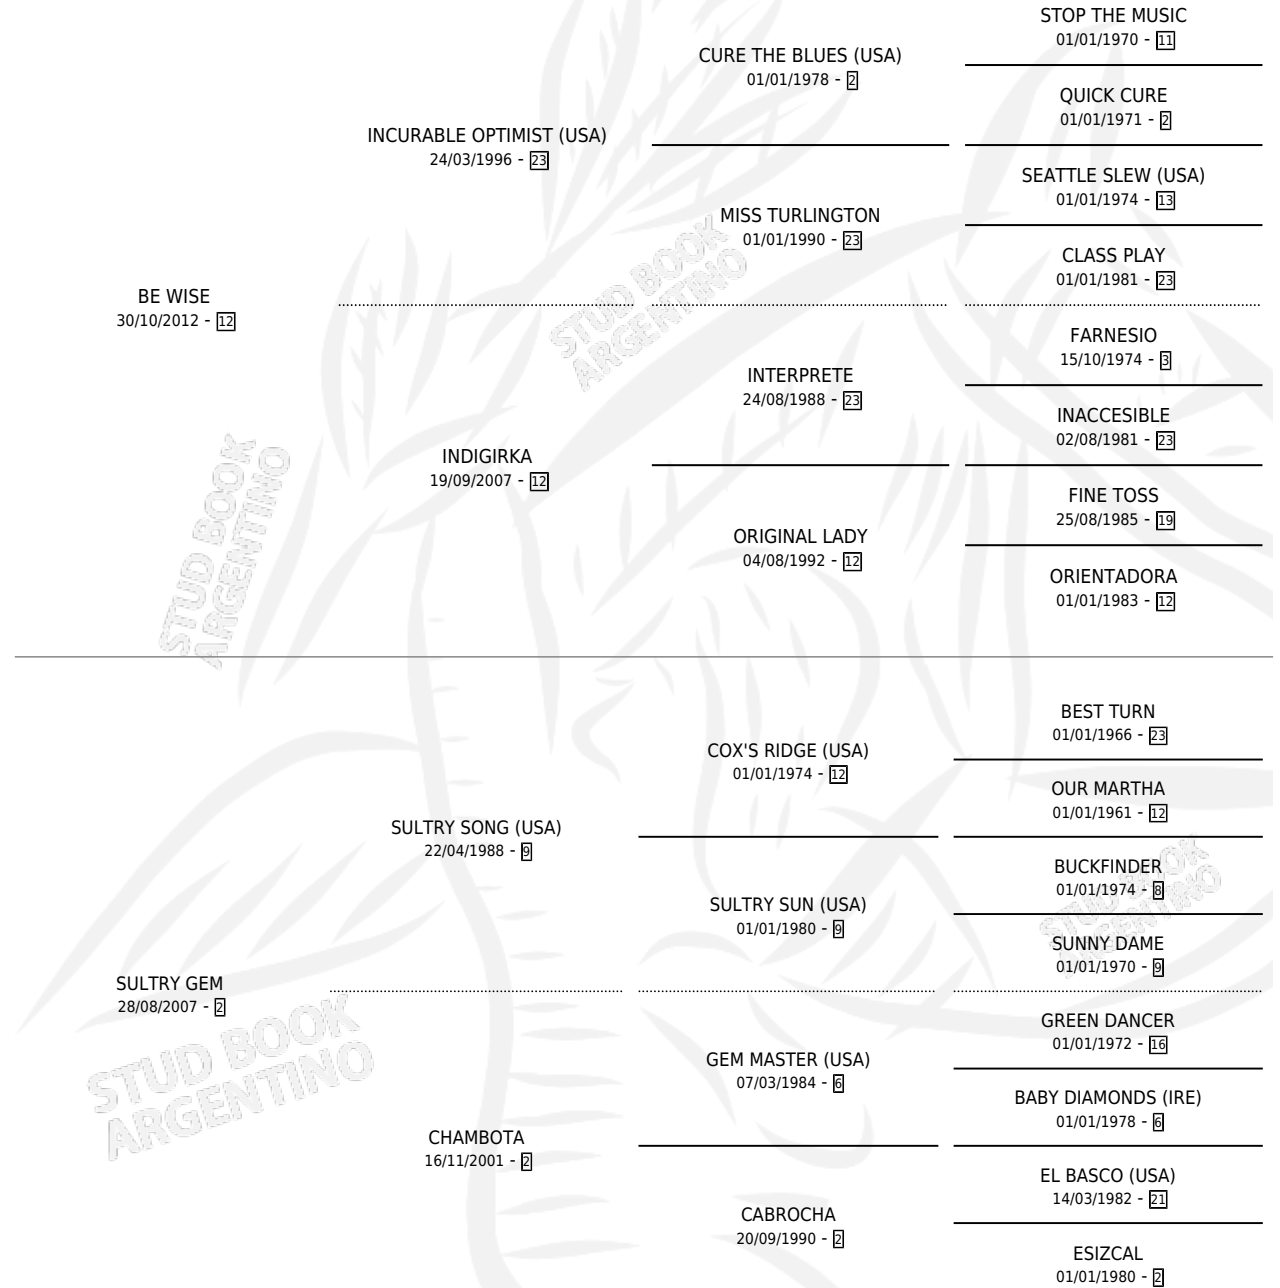 STOP THE MUSIC
01/01/1970 - 11
CURE THE BLUES (USA)
01/01/1978 - 2
QUICK CURE
01/01/1971 - 2
INCURABLE OPTIMIST (USA)
24/03/1996 - 23
SEATTLE SLEW (USA)
01/01/1974 - 13
MISS TURLINGTON
01/01/1990 - 23
CLASS PLAY
01/01/1981 - 23
BE WISE
30/10/2012 - 12
FARNESIO
15/10/1974 - 3
INTERPRETE
24/08/1988 - 23
INACCESIBLE
02/08/1981 - 23
INDIGIRKA
19/09/2007 - 12
FINE TOSS
25/08/1985 - 19
ORIGINAL LADY
04/08/1992 - 12
ORIENTADORA
01/01/1983 - 12
BEST TURN
01/01/1966 - 23
COX'S RIDGE (USA)
01/01/1974 - 12
OUR MARTHA
01/01/1961 - 12
SULTRY SONG (USA)
22/04/1988 - 9
BUCKFINDER
01/01/1974 - 8
SULTRY SUN (USA)
01/01/1980 - 9
SUNNY DAME
01/01/1970 - 9
SULTRY GEM
28/08/2007 - 2
GREEN DANCER
01/01/1972 - 16
GEM MASTER (USA)
07/03/1984 - 6
BABY DIAMONDS (IRE)
01/01/1978 - 6
CHAMBOTA
16/11/2001 - 2
EL BASCO (USA)
14/03/1982 - 21
CABROCHA
20/09/1990 - 2
ESIZCAL
01/01/1980 - 2
STUD BOOK
ARGENTINO
STUD BOOK
ARGENTINO
STUD BOOK
ARGENTINO
STUD BOOK
ARGENTINO